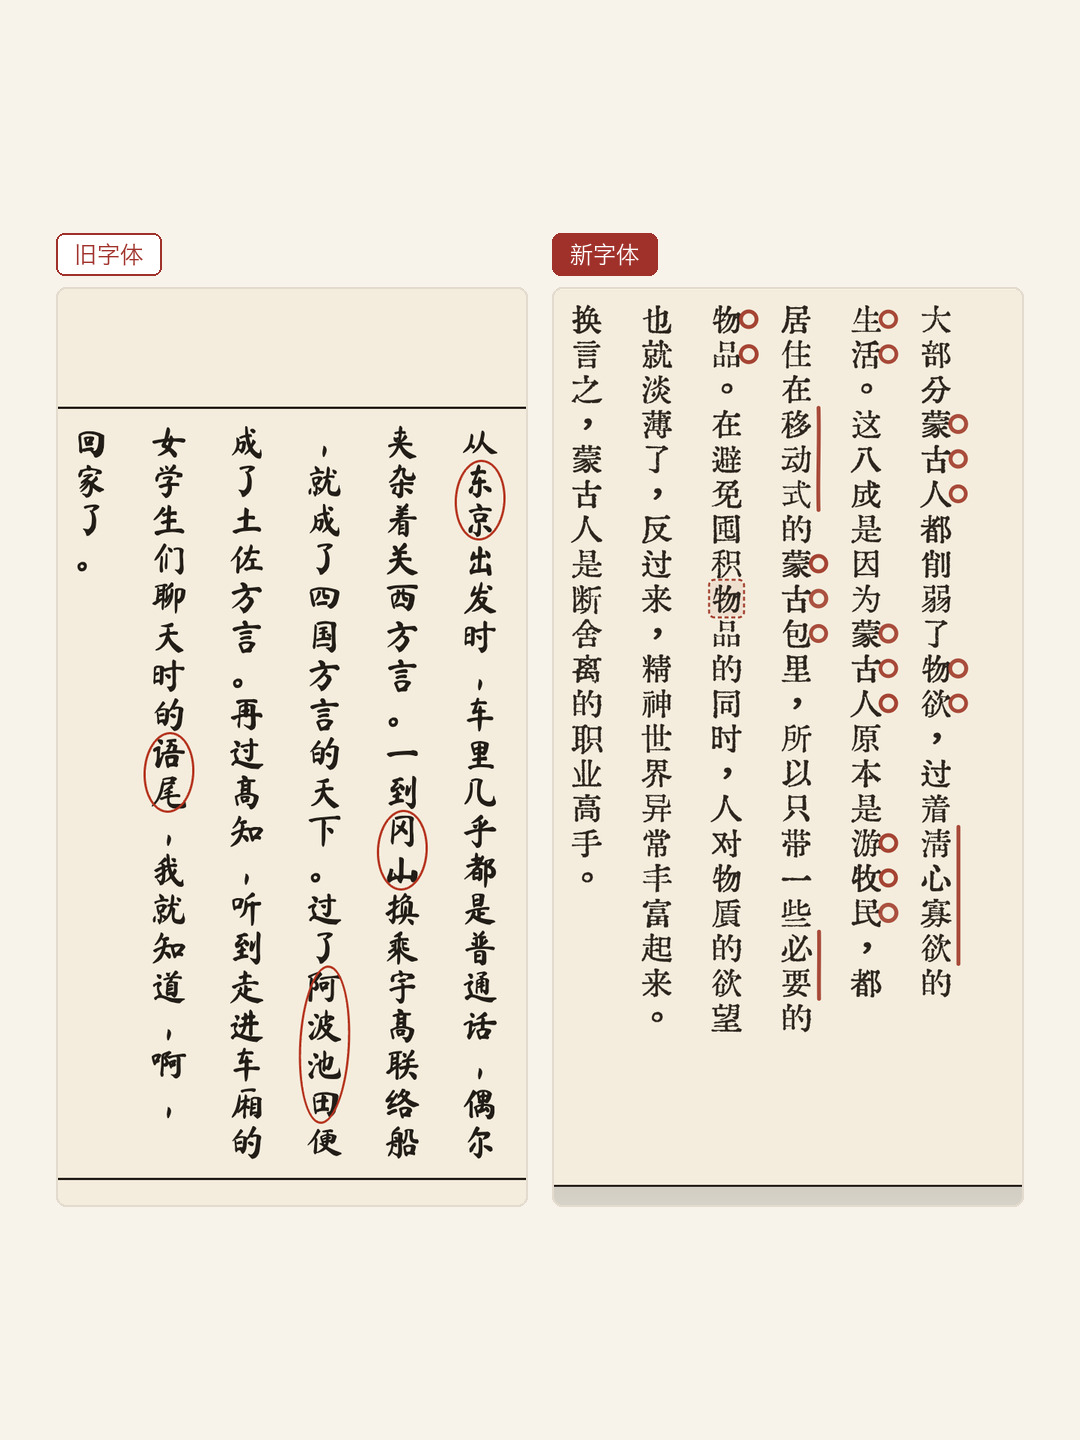 旧字体
从东京出发时，车里几乎都是普通话，偶尔
夹杂着关西方言。一到冈山换乘宇高联络船
，就成了四国方言的天下。过了阿波池田便
成了土佐方言。再过高知，听到走进车厢的
女学生们聊天时的语尾，我就知道，啊，
回家了。
新字体
大部分蒙古人都削弱了物欲，过着清心寡欲的
生活。这八成是因为蒙古人原本是游牧民，都
居住在移动式的蒙古包里，所以只带一些必要的
物品。在避免囤积物品的同时，人对物质的欲望
也就淡薄了，反过来，精神世界异常丰富起来。
换言之，蒙古人是断舍离的职业高手。